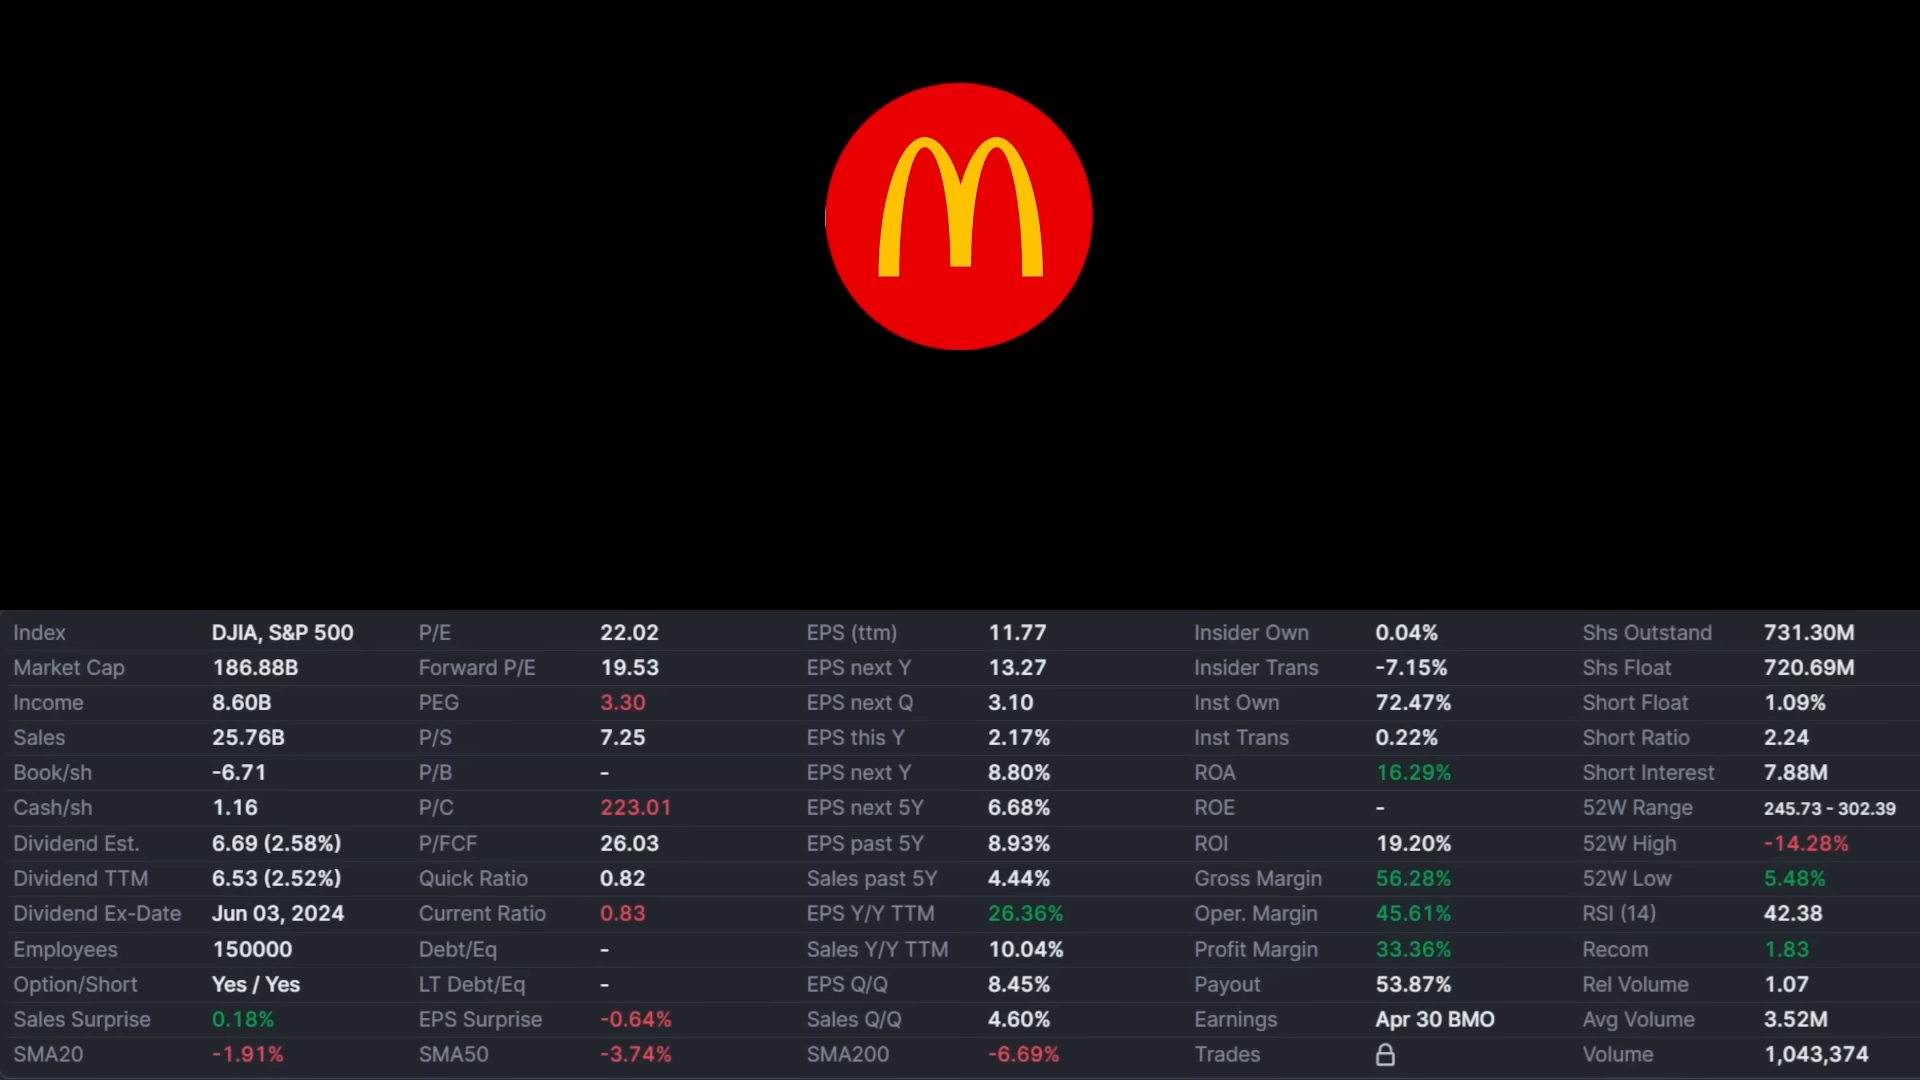 Index DJIA, S&P 500 P/E 22.02 EPS (ttm) 11.77 Insider Own 0.04% Shs Outstand 731.30M
Market Cap 186.88B Forward P/E 19.53 EPS next Y 13.27 Insider Trans -7.15% Shs Float 720.69M
Income 8.60B PEG 3.30 EPS next Q 3.10 Inst Own 72.47% Short Float 1.09%
Sales 25.76B P/S 7.25 EPS this Y 2.17% Inst Trans 0.22% Short Ratio 2.24
Book/sh -6.71 P/B - EPS next Y 8.80% ROA 16.29% Short Interest 7.88M
Cash/sh 1.16 P/C 223.01 EPS next 5Y 6.68% ROE - 52W Range 245.73 - 302.39
Dividend Est. 6.69 (2.58%) P/FCF 26.03 EPS past 5Y 8.93% ROI 19.20% 52W High -14.28%
Dividend TTM 6.53 (2.52%) Quick Ratio 0.82 Sales past 5Y 4.44% Gross Margin 56.28% 52W Low 5.48%
Dividend Ex-Date Jun 03, 2024 Current Ratio 0.83 EPS Y/Y TTM 26.36% Oper. Margin 45.61% RSI (14) 42.38
Employees 150000 Debt/Eq - Sales Y/Y TTM 10.04% Profit Margin 33.36% Recom 1.83
Option/Short Yes / Yes LT Debt/Eq - EPS Q/Q 8.45% Payout 53.87% Rel Volume 1.07
Sales Surprise 0.18% EPS Surprise -0.64% Sales Q/Q 4.60% Earnings Apr 30 BMO Avg Volume 3.52M
SMA20 -1.91% SMA50 -3.74% SMA200 -6.69% Trades Volume 1,043,374